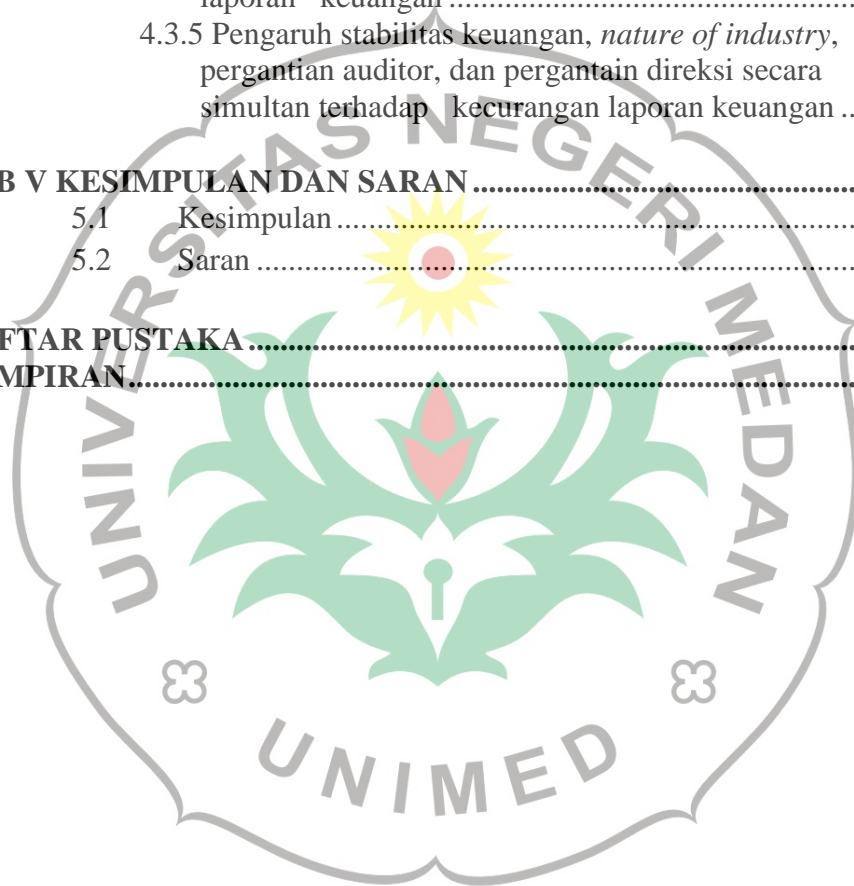 laporan keuangan ........................................................
4.3.5 Pengaruh stabilitas keuangan, nature of industry,
pergantian auditor, dan pergantain direksi secara
simultan terhadap kecurangan laporan keuangan ..
B V KESIMPULAN DAN SARAN ........................................................
5.1 Kesimpulan ........................................................
5.2 Saran ........................................................
FTAR PUSTAKA ........................................................
MPIRAN ........................................................
UNIVERSITAS NEGERI MEDAN
UNIMED